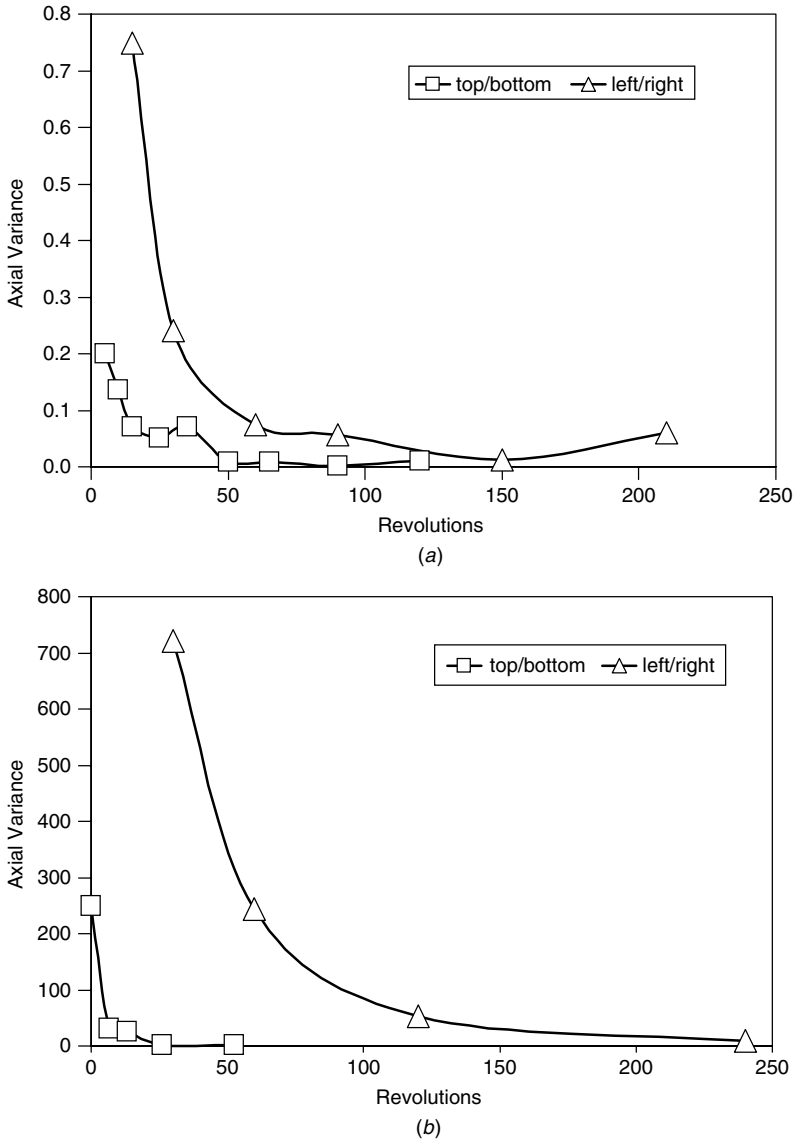 0.8
0.7
0.6
0.5
0.4
0.3
0.2
0.1
0.0
Axial Variance
top/bottom left/right
0 50 100 150 200 250
Revolutions
(a)
800
700
600
500
400
300
200
100
0
Axial Variance
top/bottom left/right
0 50 100 150 200 250
Revolutions
(b)